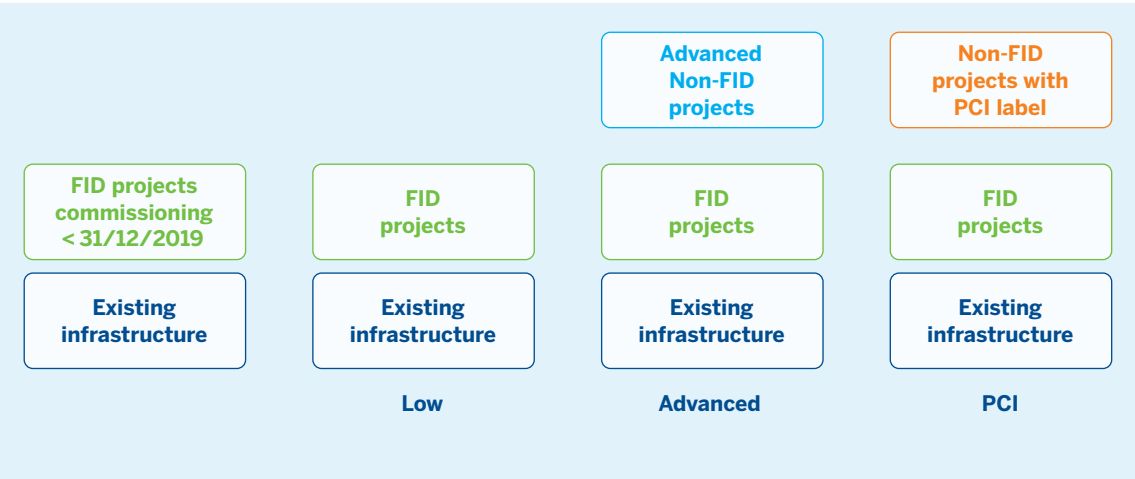 Advanced
Non-FID
projects
Non-FID
projects with
PCI label
FID projects
commissioning
< 31/12/2019
FID
projects
FID
projects
FID
projects
Existing
infrastructure
Existing
infrastructure
Existing
infrastructure
Existing
infrastructure
Low
Advanced
PCI